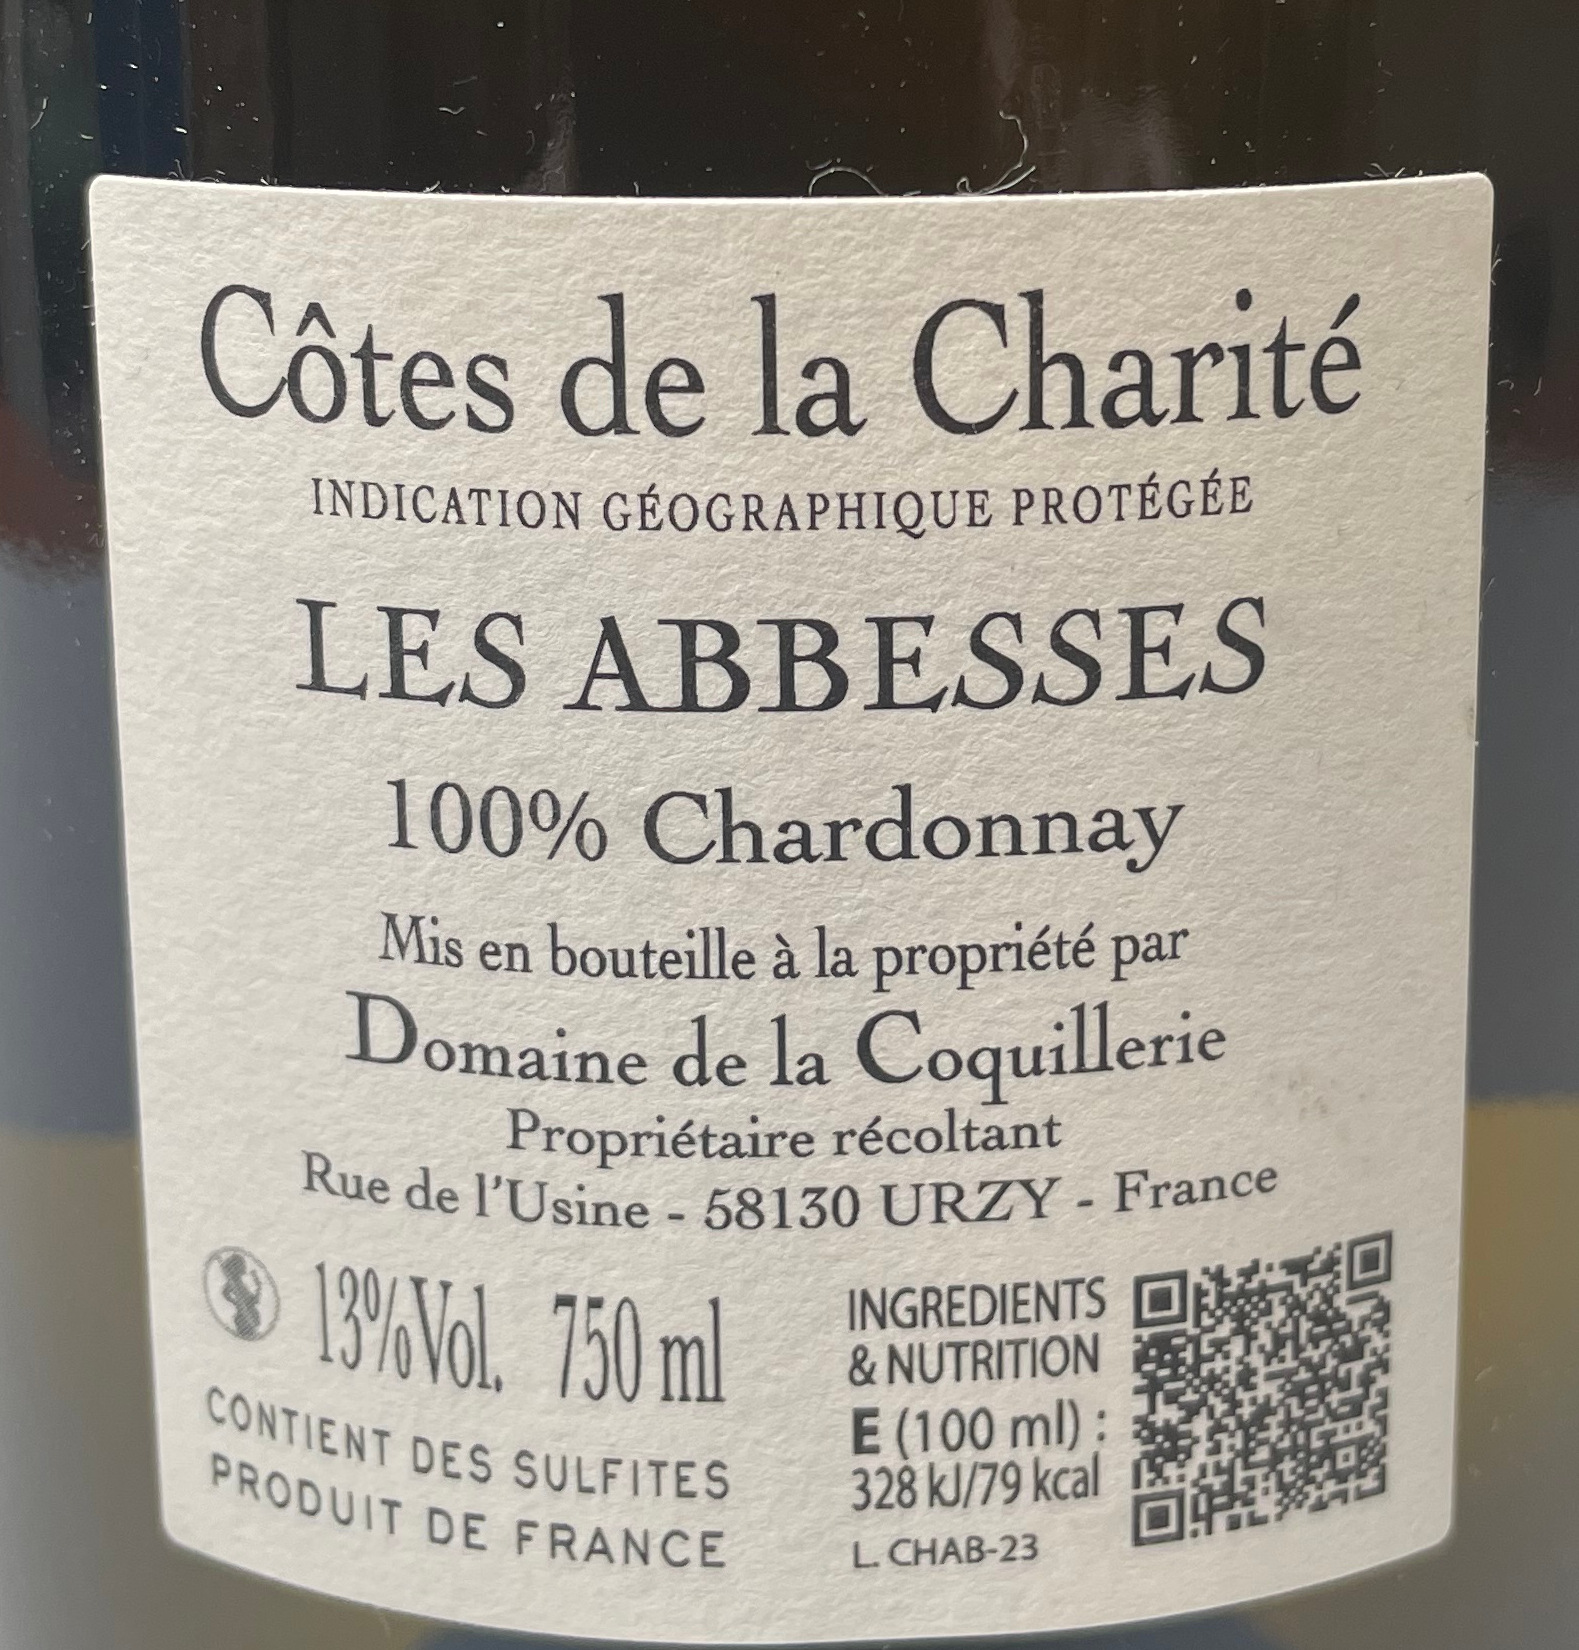 Côtes de la Charité
INDICATION GÉOGRAPHIQUE PROTÉGÉE
LES ABBESSES
100% Chardonnay
Mis en bouteille à la propriété par
Domaine de la Coquillerie
Propriétaire récoltant
Rue de l'Usine - 58130 URZY - France
13%Vol. 750 ml
CONTIENT DES SULFITES
PRODUIT DE FRANCE
INGREDIENTS
& NUTRITION
E (100 ml) :
328 kJ/79 kcal
L. CHAB-23